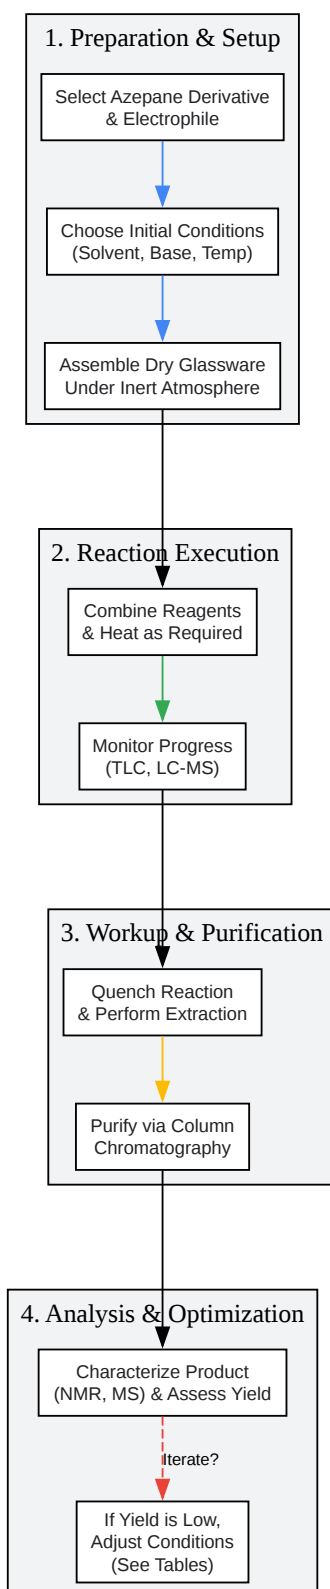 1. Preparation & Setup
Select Azepane Derivative
& Electrophile
Choose Initial Conditions
(Solvent, Base, Temp)
Assemble Dry Glassware
Under Inert Atmosphere
2. Reaction Execution
Combine Reagents
& Heat as Required
Monitor Progress
(TLC, LC-MS)
3. Workup & Purification
Quench Reaction
& Perform Extraction
Purify via Column
Chromatography
4. Analysis & Optimization
Characterize Product
(NMR, MS) & Assess Yield
Iterate?
If Yield is Low,
Adjust Conditions
(See Tables)